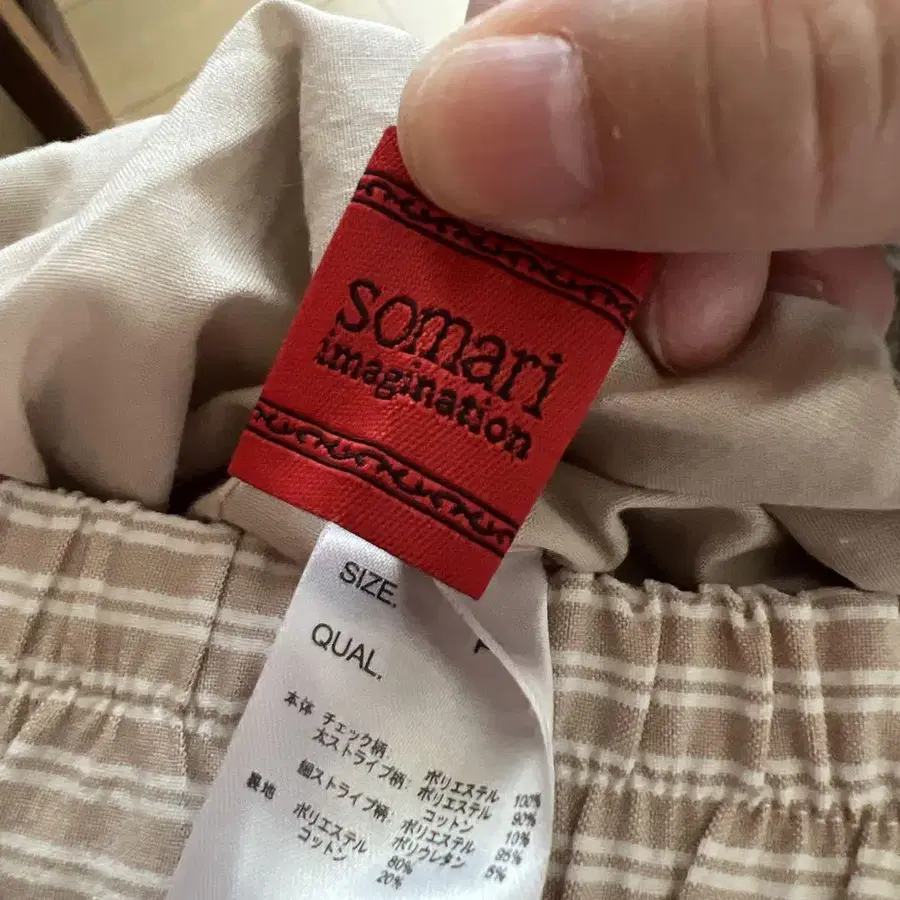 somari
imagination
SIZE. F
QUAL.
本体 チェック柄:
ポリエステル 100%
太ストライプ柄: ポリエステル 90%
コットン 10%
細ストライプ柄: ポリエステル 95%
ポリウレタン 5%
裏地 ポリエステル 80%
コットン 20%